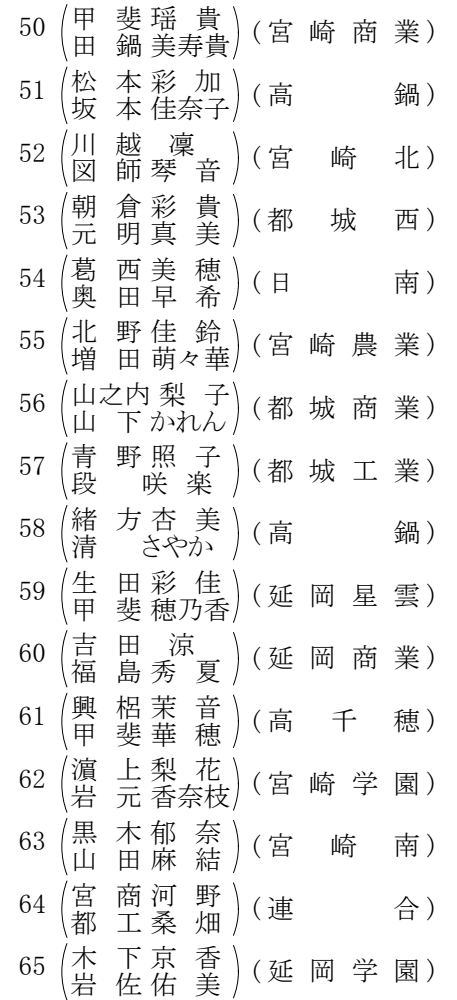 50 甲斐瑶貴 (宮崎商業)
田鍋美寿貴
51 松本彩加 (高鍋)
坂本佳奈子
52 川越凜 (宮崎北)
図師琴音
53 朝倉彩貴 (都城西)
元明真美
54 葛西美穂 (日南)
奥田早希
55 北野佳鈴 (宮崎農業)
増田萌々華
56 山之内梨子 (都城商業)
山下かれん
57 青野照子 (都城工業)
段咲楽
58 緒方杏美 (高鍋)
清さやか
59 生田彩佳 (延岡星雲)
甲斐穂乃香
60 吉田涼 (延岡商業)
福島秀夏
61 興梠茉音 (高千穂)
甲斐華穂
62 濵上梨花 (宮崎学園)
岩元香奈枝
63 黒木郁奈 (宮崎南)
山田麻結
64 宮商河野 (連合)
都工桑畑
65 木下京香 (延岡学園)
岩佐佑美